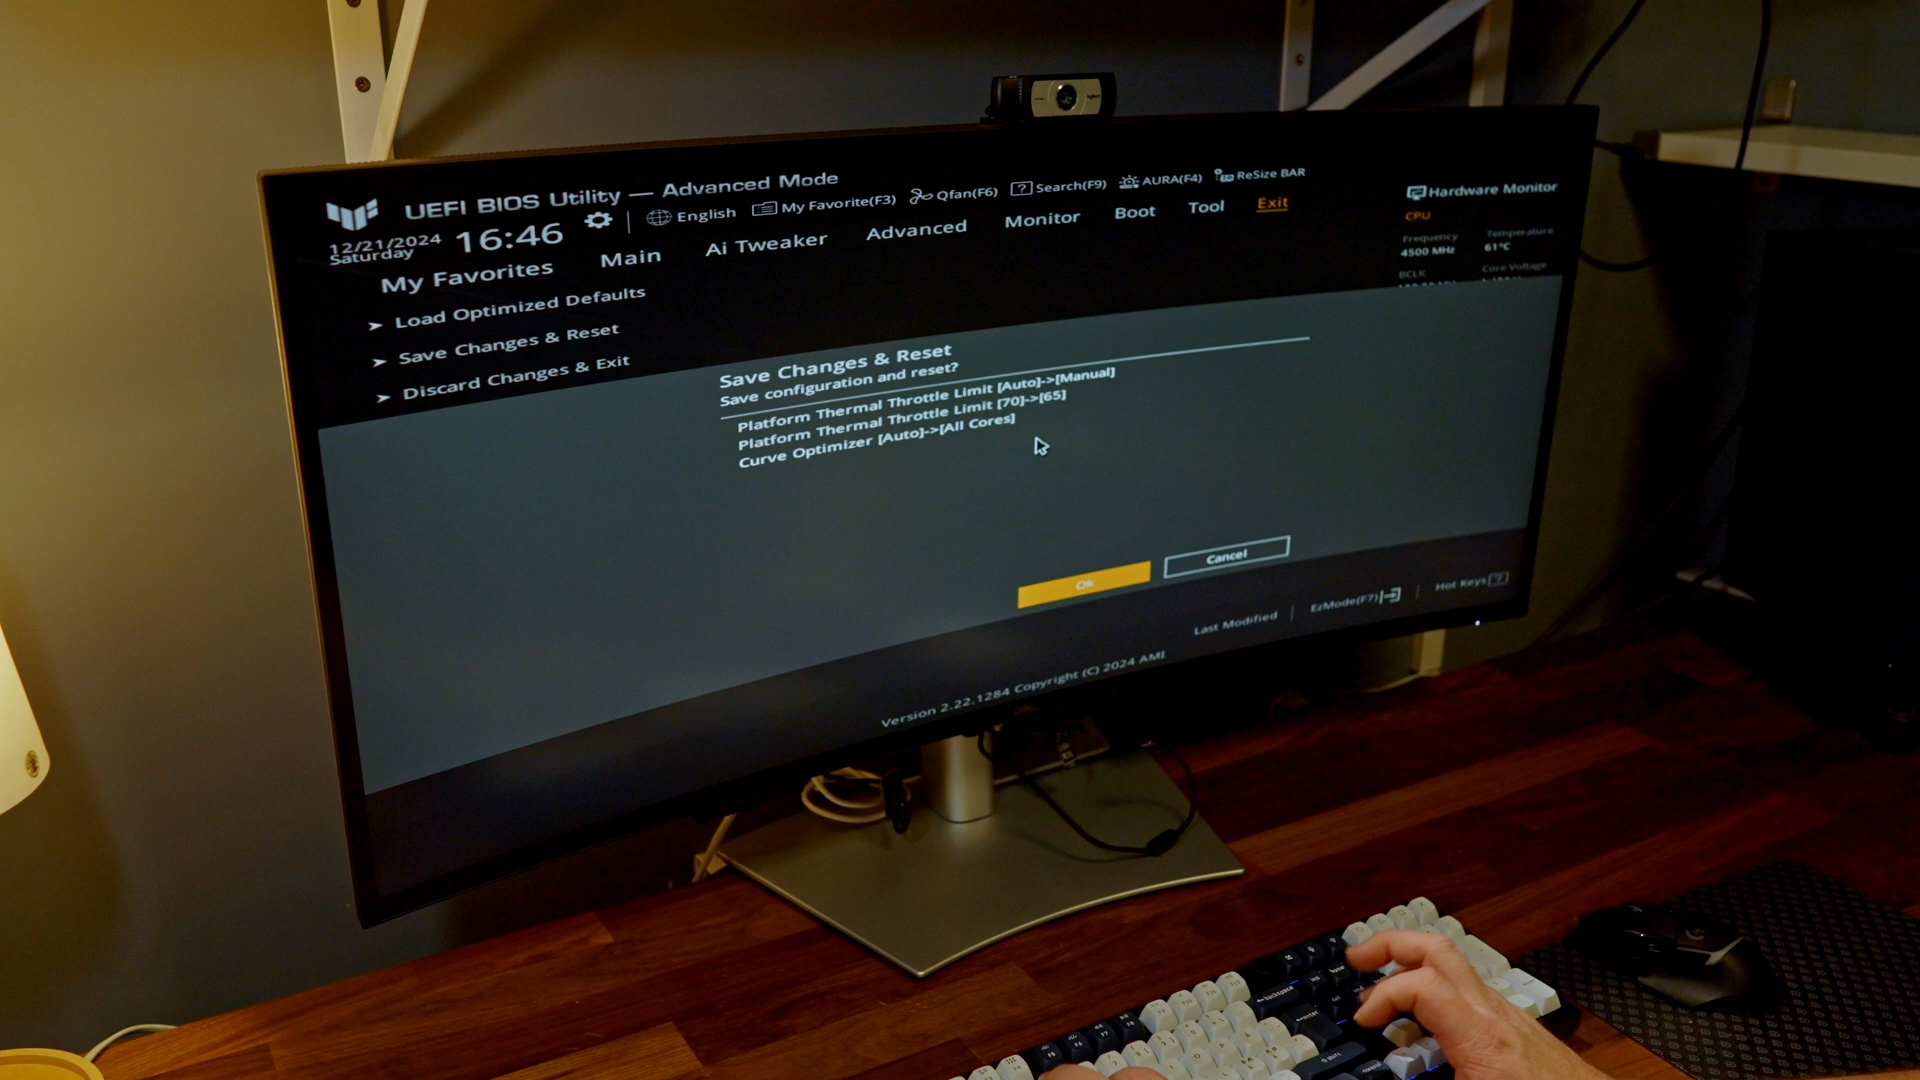 UEFI BIOS Utility — Advanced Mode
12/21/2024
Saturday
16:46
English
My Favorite(F3)
Qfan(F6)
Search(F9)
AURA(F4)
ReSize BAR
My Favorites
Main
Ai Tweaker
Advanced
Monitor
Boot
Tool
Exit
Hardware Monitor
CPU
Frequency
Temperature
4500 MHz
61°C
BCLK
Core Voltage
Load Optimized Defaults
Save Changes & Reset
Discard Changes & Exit
Save Changes & Reset
Save configuration and reset?
Platform Thermal Throttle Limit [Auto]->[Manual]
Platform Thermal Throttle Limit [70]->[65]
Curve Optimizer [Auto]->[All Cores]
Ok
Cancel
Last Modified
EzMode(F7)
Hot Keys ?
Version 2.22.1284 Copyright (C) 2024 AMI
backspace
enter
shift